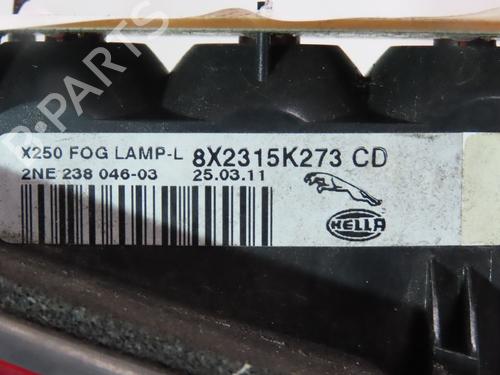 X250 FOG LAMP-L 8X2315K273 CD
2NE 238 046-03 25.03.11
HELLA
B-PARTS